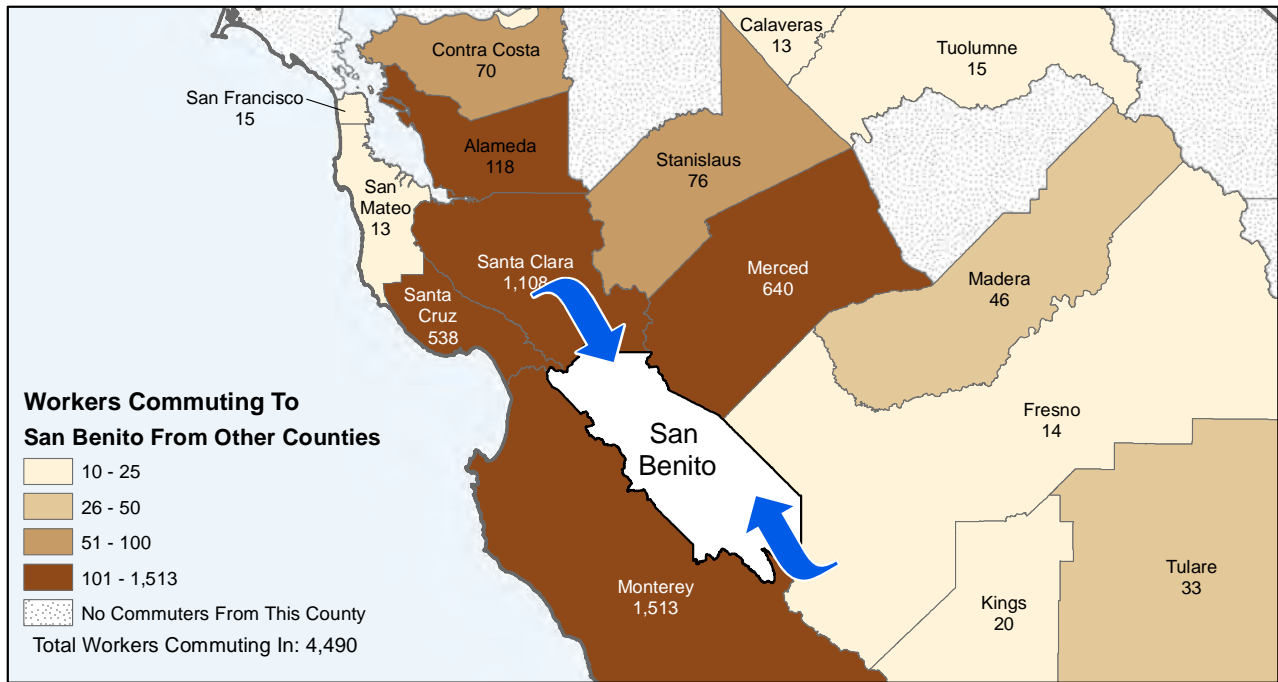 Calaveras
13
Tuolumne
15
Contra Costa
70
San Francisco
15
Alameda
118
Stanislaus
76
San
Mateo
13
Santa Clara
1,108
Merced
640
Madera
46
Santa
Cruz
538
Fresno
14
San
Benito
Monterey
1,513
Kings
20
Tulare
33
Workers Commuting To
San Benito From Other Counties
10 - 25
26 - 50
51 - 100
101 - 1,513
No Commuters From This County
Total Workers Commuting In: 4,490